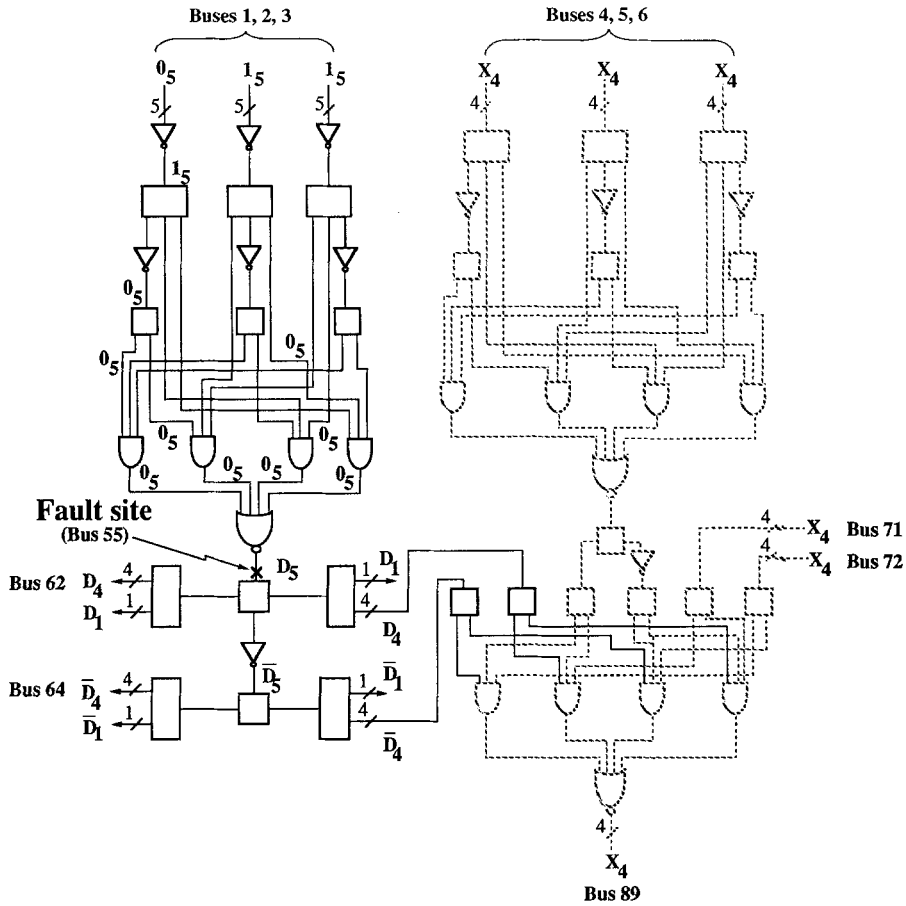 Buses 1, 2, 3
Buses 4, 5, 6
0₅ 1₅ 1₅
X₄ X₄ X₄
5 5 5
4 4 4
1₅
0₅
0₅ 0₅
0₅ 0₅ 0₅
0₅ 0₅ 0₅ 0₅
Fault site
(Bus 55)
D₅
D₁
4 X₄ Bus 71
4 X₄ Bus 72
Bus 62 D₄ 4
D₁ 1
1
4
D₄
D̅₅
D̅₁
Bus 64 D̅₄ 4
D̅₁ 1
1
4
D̅₄
4
X₄
Bus 89